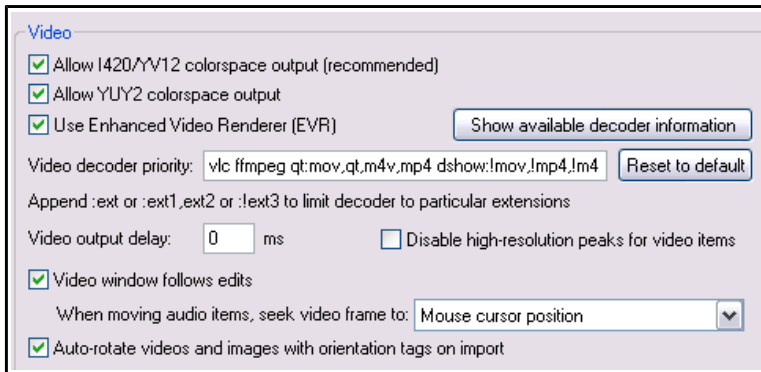 Video
Allow I420/YV12 colorspace output (recommended)
Allow YUY2 colorspace output
Use Enhanced Video Renderer (EVR)
Show available decoder information
Video decoder priority: vlc ffmpeg qt:mov,qt,m4v,mp4 dshow:!mov,!mp4,!m4 Reset to default
Append :ext or :ext1,ext2 or :!ext3 to limit decoder to particular extensions
Video output delay: 0 ms Disable high-resolution peaks for video items
Video window follows edits
When moving audio items, seek video frame to: Mouse cursor position
Auto-rotate videos and images with orientation tags on import